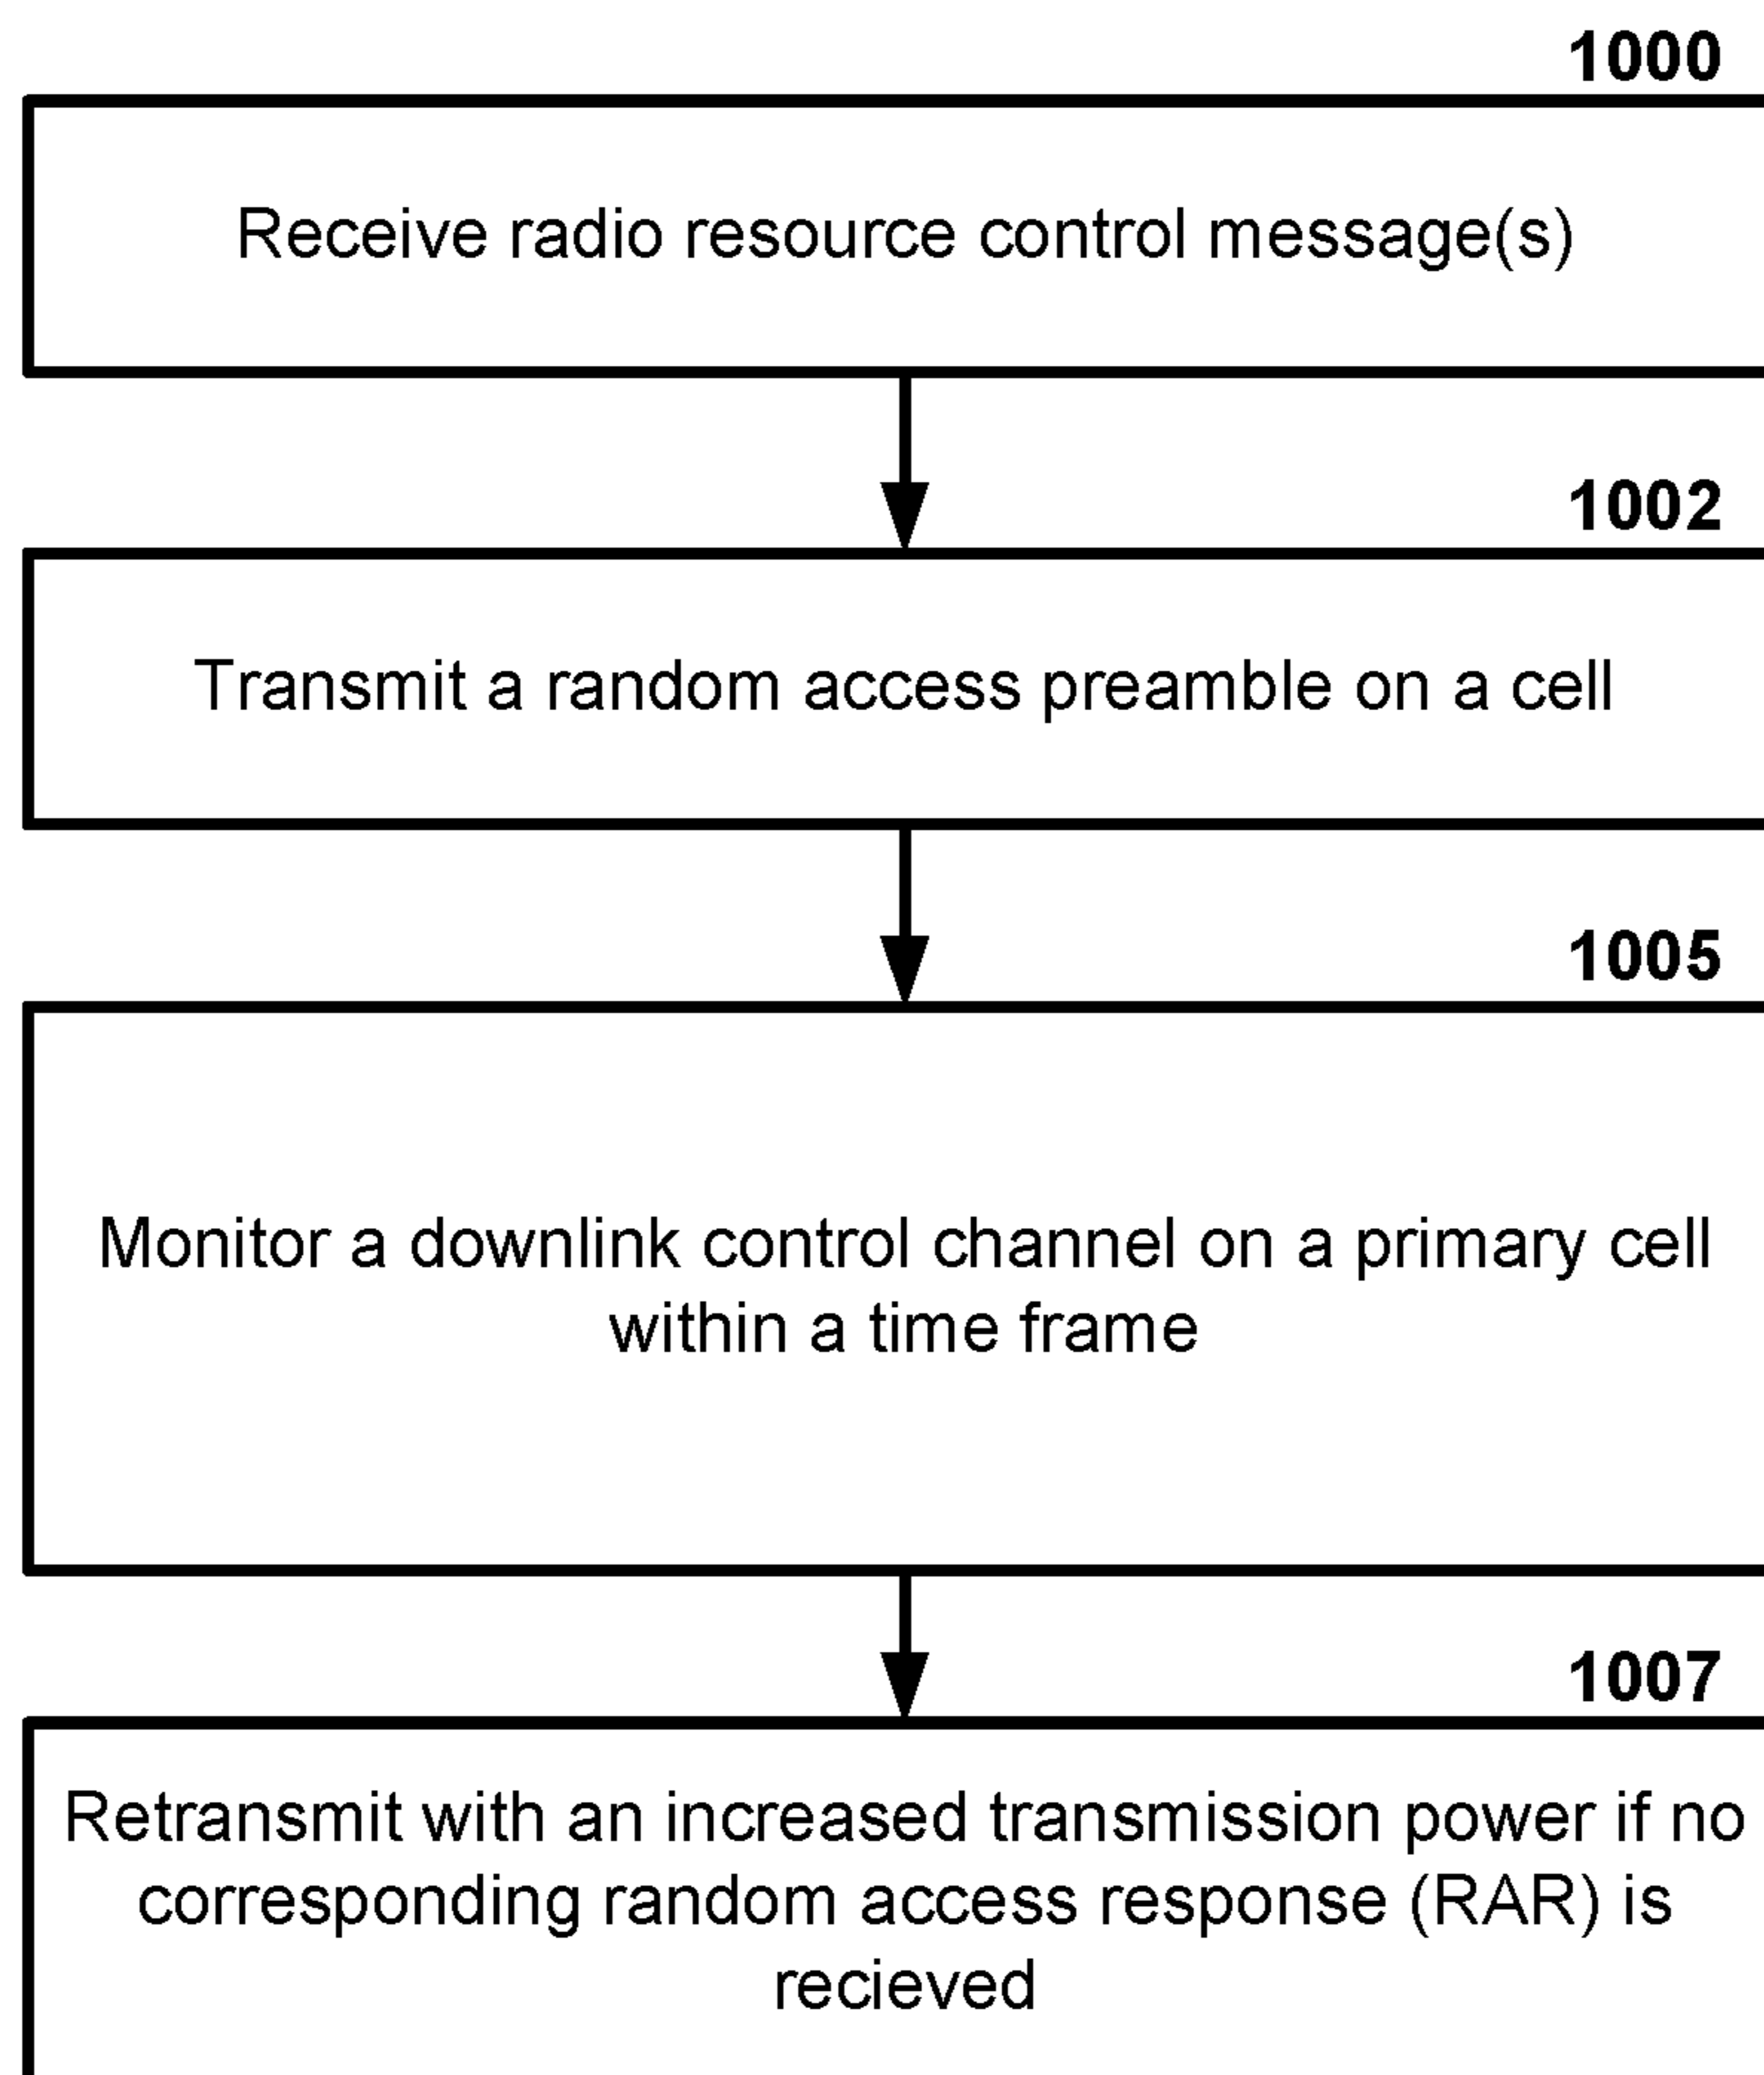 1000
Receive radio resource control message(s)
1002
Transmit a random access preamble on a cell
1005
Monitor a downlink control channel on a primary cell
within a time frame
1007
Retransmit with an increased transmission power if no
corresponding random access response (RAR) is
recieved